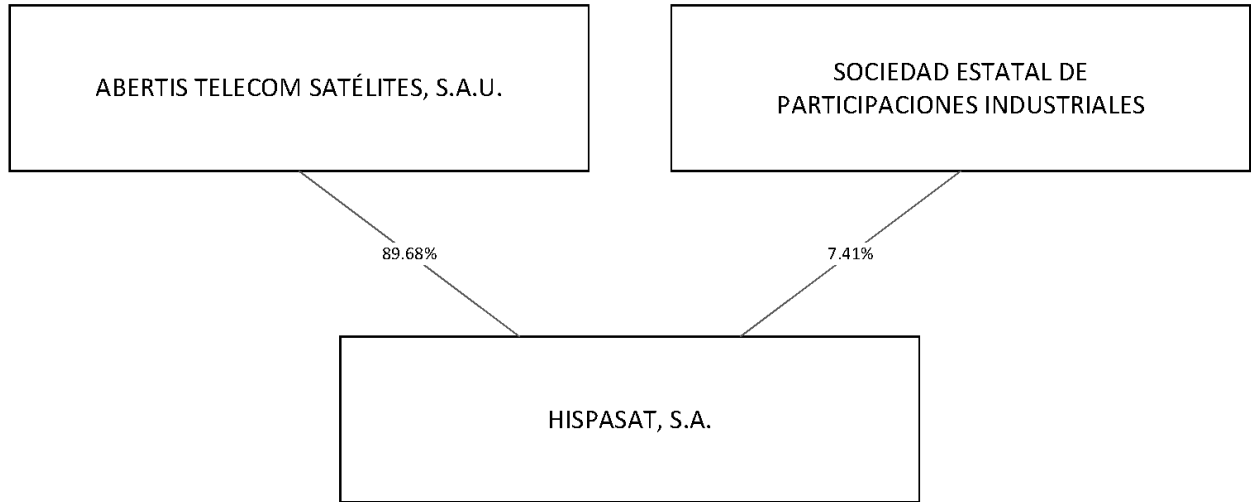 ABERTIS TELECOM SATÉLITES, S.A.U.
SOCIEDAD ESTATAL DE
PARTICIPACIONES INDUSTRIALES
89.68%
7.41%
HISPASAT, S.A.